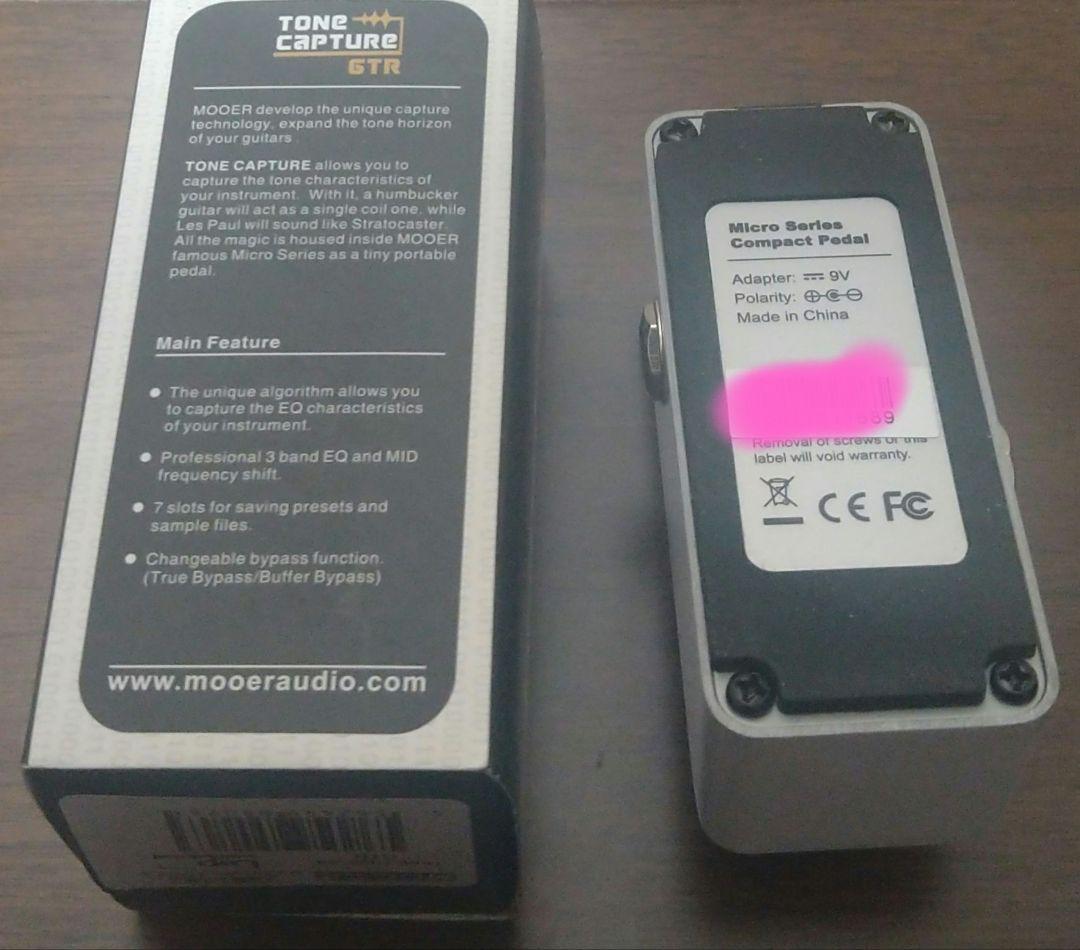 TONE
CAPTURE
GTR
MOOER develop the unique capture
technology, expand the tone horizon
of your guitars.
TONE CAPTURE allows you to
capture the tone characteristics of
your instrument. With it, a humbucker
guitar will act as a single coil one, while
Les Paul will sound like Stratocaster.
All the magic is housed inside MOOER
famous Micro Series as a tiny portable
pedal.
Main Feature
● The unique algorithm allows you
to capture the EQ characteristics
of your instrument.
● Professional 3 band EQ and MID
frequency shift.
● 7 slots for saving presets and
sample files.
● Changeable bypass function.
(True Bypass/Buffer Bypass)
www.mooeraudio.com
Micro Series
Compact Pedal
Adapter: 9V
Polarity:
Made in China
Removal of screws or this
label will void warranty.
CE FC